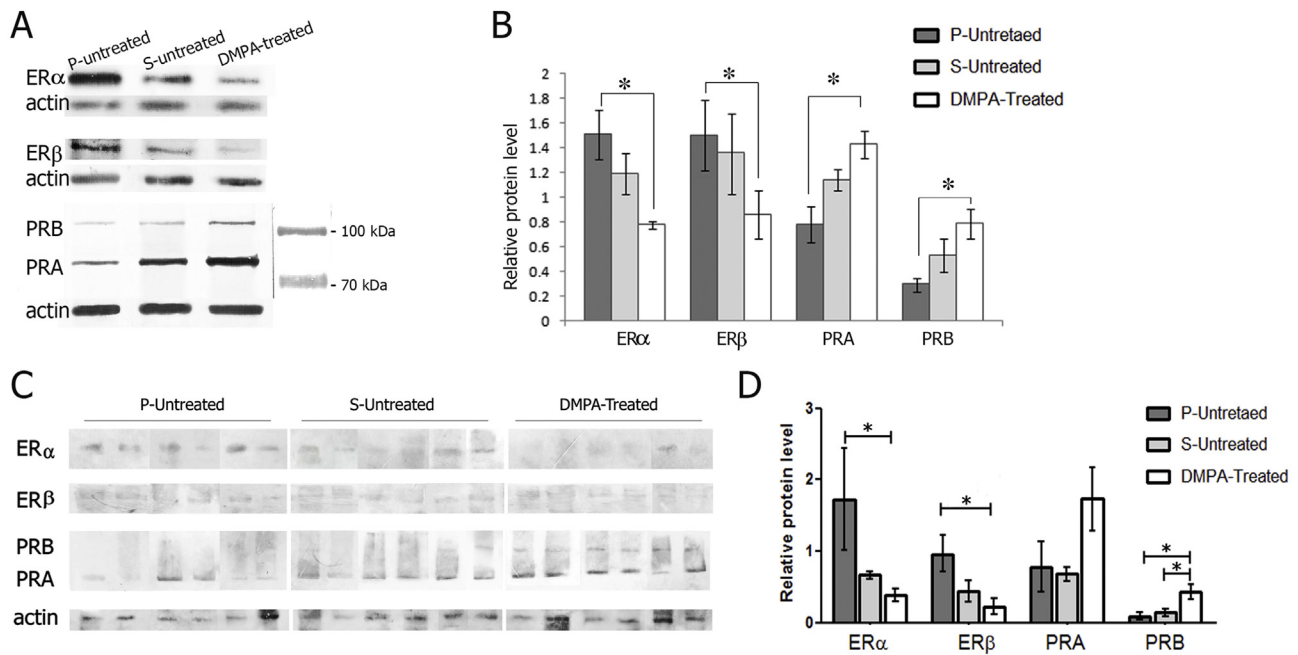 A
P-untreated
S-untreated
DMPA-treated
ERα
actin
ERβ
actin
PRB
PRA
actin
- 100 kDa
- 70 kDa
B
P-Untretaed
S-Untreated
DMPA-Treated
Relative protein level
2
1.8
1.6
1.4
1.2
1
0.8
0.6
0.4
0.2
0
* * * *
ERα ERβ PRA PRB
C
P-Untreated S-Untreated DMPA-Treated
ERα
ERβ
PRB
PRA
actin
D
P-Untretaed
S-Untreated
DMPA-Treated
Relative protein level
3
2
1
0
* * * *
ERα ERβ PRA PRB